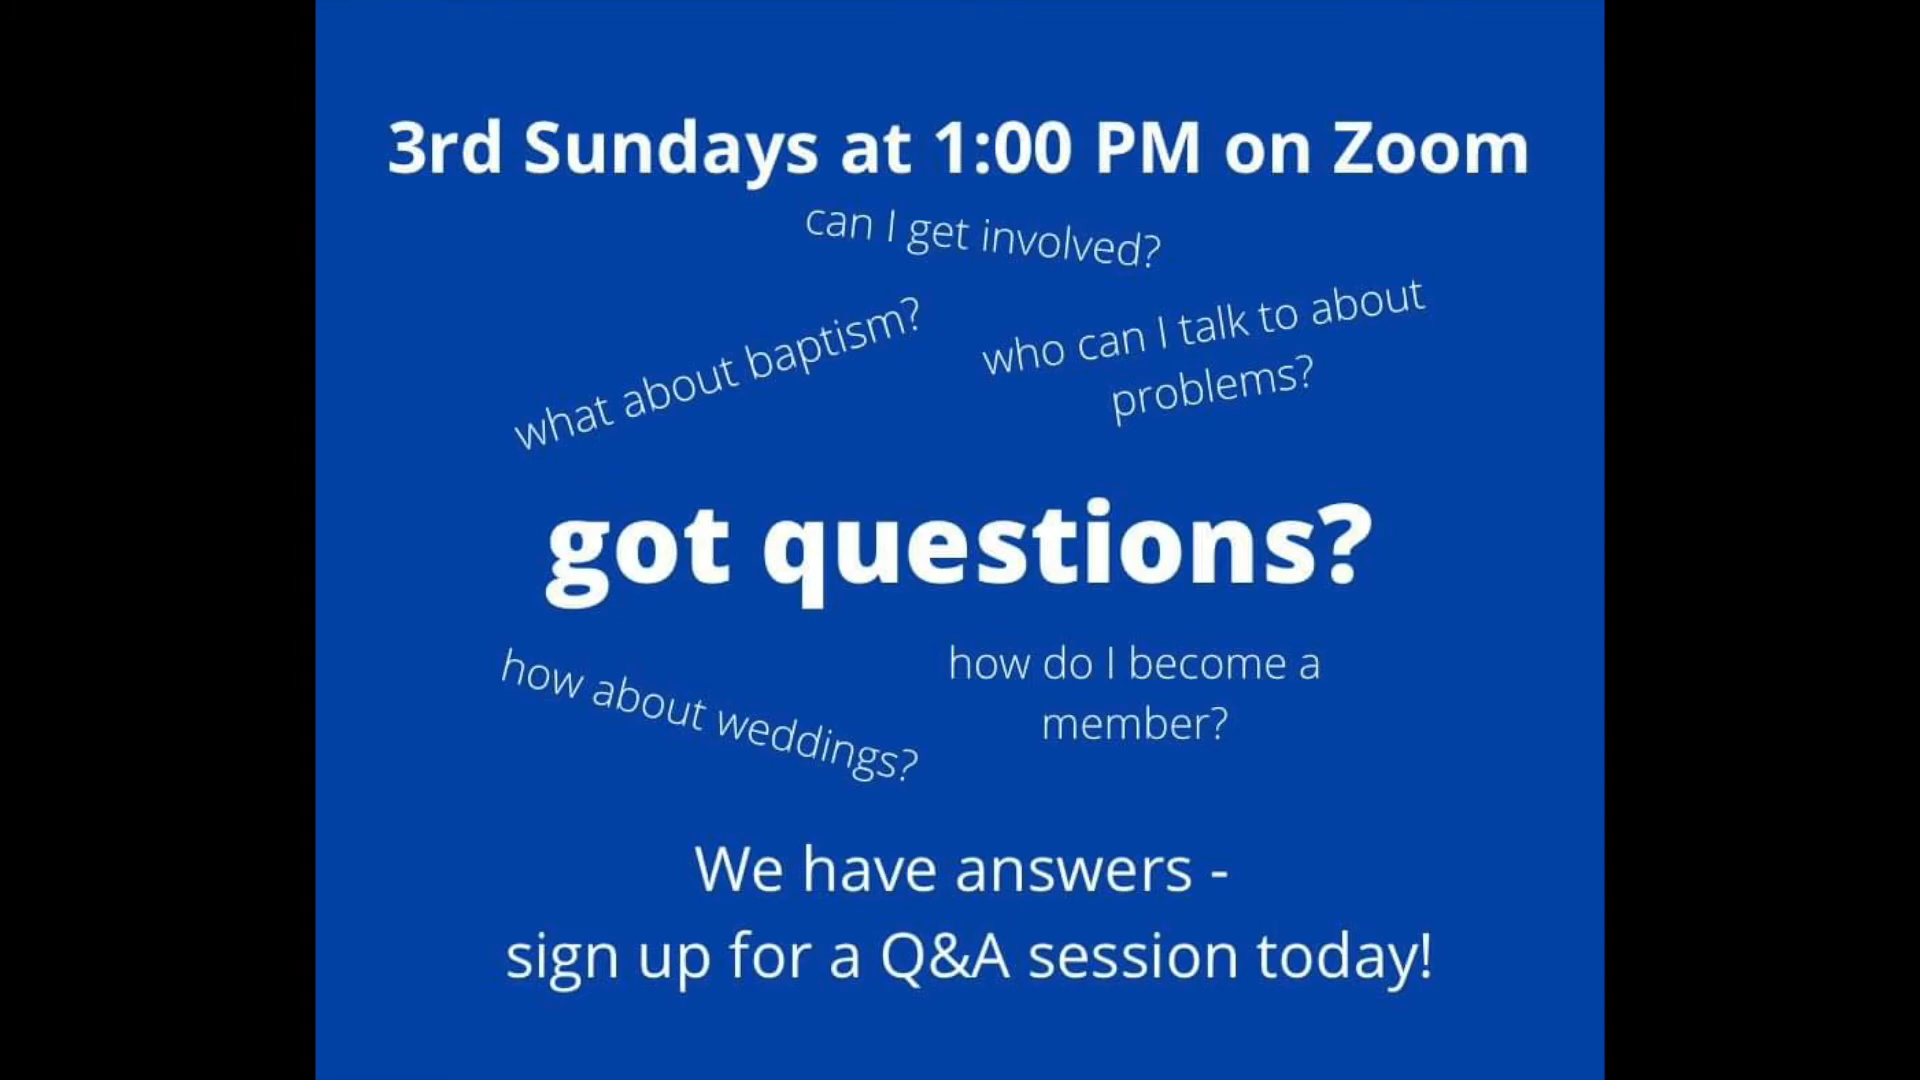 3rd Sundays at 1:00 PM on Zoom
can I get involved?
what about baptism?
who can I talk to about
problems?
got questions?
how about weddings?
how do I become a
member?
We have answers -
sign up for a Q&A session today!